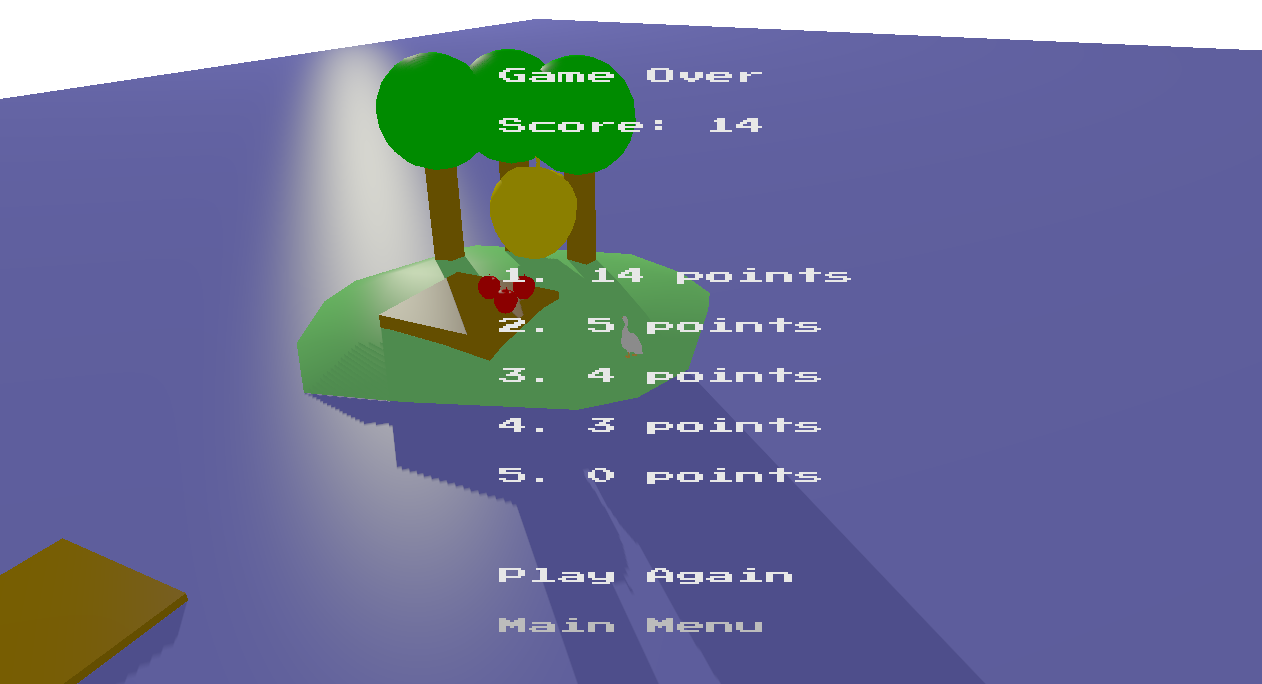 Game Over
Score: 14
1. 14 points
2. 5 points
3. 4 points
4. 3 points
5. 0 points
Play Again
Main Menu